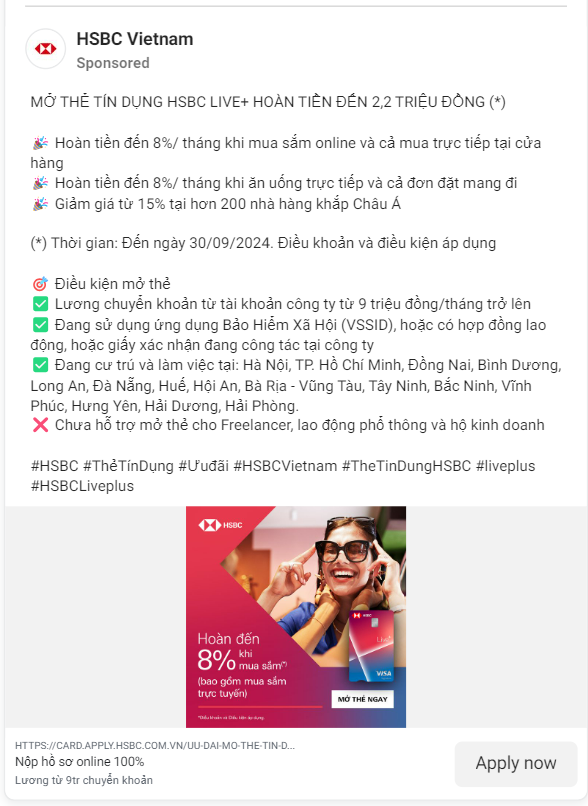 HSBC Vietnam
Sponsored
MỞ THẺ TÍN DỤNG HSBC LIVE+ HOÀN TIỀN ĐẾN 2,2 TRIỆU ĐỒNG (*)
🎉 Hoàn tiền đến 8%/ tháng khi mua sắm online và cả mua trực tiếp tại cửa
hàng
🎉 Hoàn tiền đến 8%/ tháng khi ăn uống trực tiếp và cả đơn đặt mang đi
🎉 Giảm giá từ 15% tại hơn 200 nhà hàng khắp Châu Á
(*) Thời gian: Đến ngày 30/09/2024. Điều khoản và điều kiện áp dụng
🎯 Điều kiện mở thẻ
✅ Lương chuyển khoản từ tài khoản công ty từ 9 triệu đồng/tháng trở lên
✅ Đang sử dụng ứng dụng Bảo Hiểm Xã Hội (VSSID), hoặc có hợp đồng lao
động, hoặc giấy xác nhận đang công tác tại công ty
✅ Đang cư trú và làm việc tại: Hà Nội, TP. Hồ Chí Minh, Đồng Nai, Bình Dương,
Long An, Đà Nẵng, Huế, Hội An, Bà Rịa - Vũng Tàu, Tây Ninh, Bắc Ninh, Vĩnh
Phúc, Hưng Yên, Hải Dương, Hải Phòng.
❌ Chưa hỗ trợ mở thẻ cho Freelancer, lao động phổ thông và hộ kinh doanh
#HSBC #ThẻTínDụng #Ưuđãi #HSBCVietnam #TheTinDungHSBC #liveplus
#HSBCLiveplus
HSBC
HSBC
Live+
VISA
Hoàn đến
8% khi
mua sắm(*)
(bao gồm mua sắm
trực tuyến)
MỞ THẺ NGAY
*Điều khoản và Điều kiện áp dụng
HTTPS://CARD.APPLY.HSBC.COM.VN/UU-DAI-MO-THE-TIN-D...
Nộp hồ sơ online 100%
Lương từ 9tr chuyển khoản
Apply now